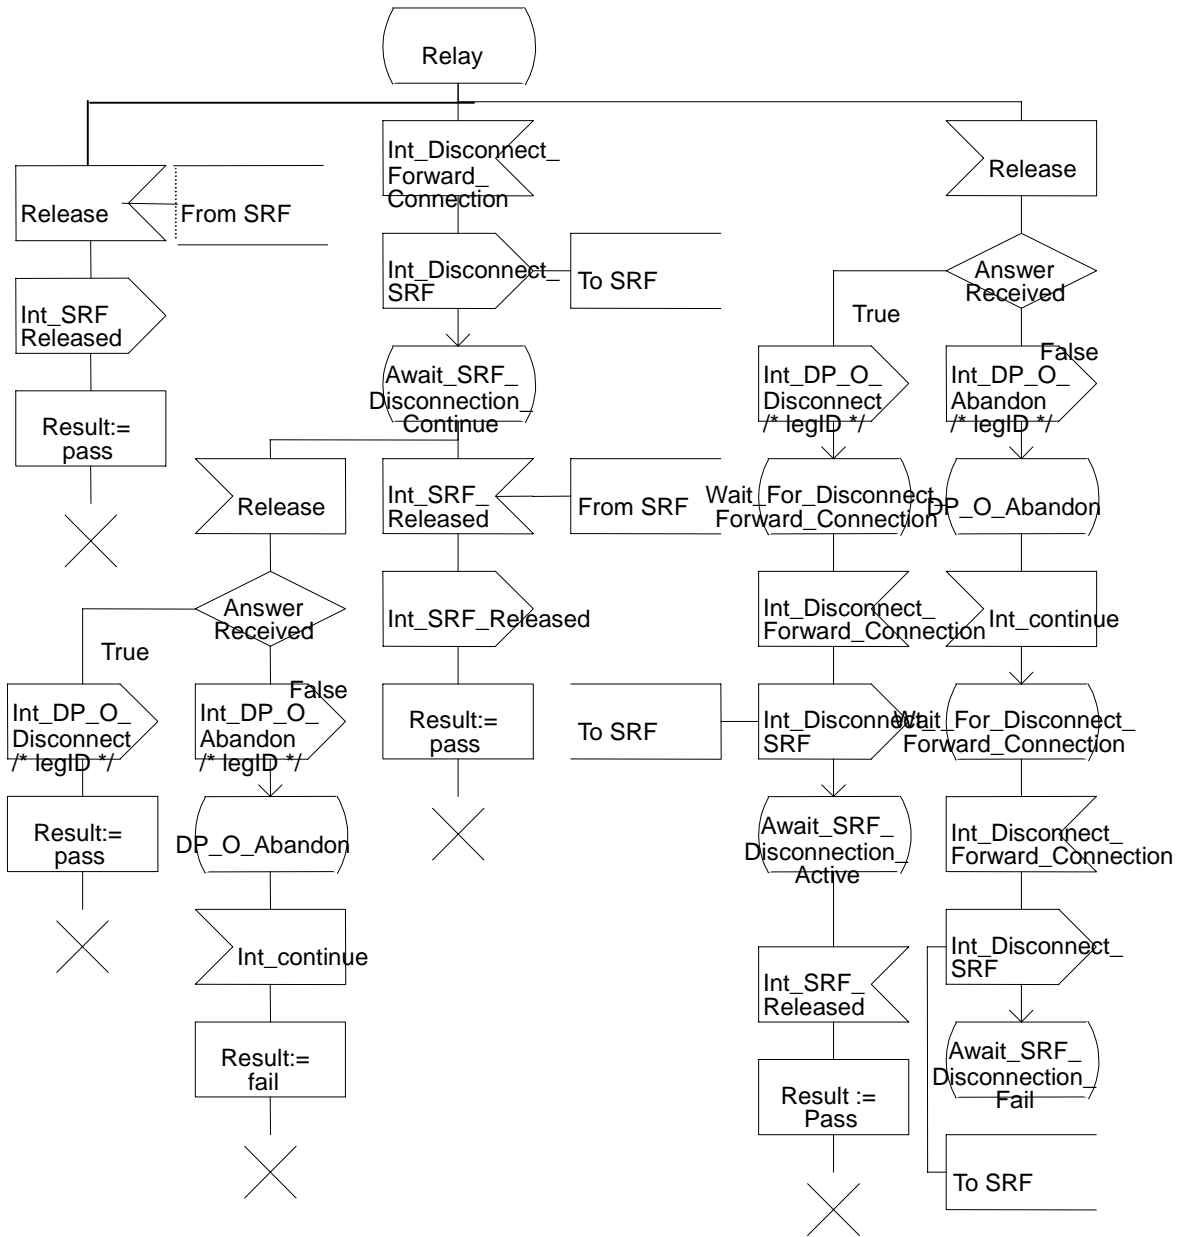 Relay
Release
From SRF
Int_SRF
Released
Result:=
pass
Int_Disconnect_
Forward_
Connection
Int_Disconnect_
SRF
To SRF
Await_SRF_
Disconnection_
Continue
Release
Answer
Received
True
False
Int_DP_O_
Disconnect
/* legID */
Result:=
pass
Int_DP_O_
Abandon
/* legID */
DP_O_Abandon
Int_continue
Result:=
fail
Int_SRF_
Released
From SRF
Int_SRF_Released
Result:=
pass
Release
Answer
Received
True
False
Int_DP_O_
Disconnect
/* legID */
Wait_For_Disconnect_
Forward_Connection
Int_Disconnect_
Forward_Connection
Int_Disconnect_
SRF
To SRF
Await_SRF_
Disconnection_
Active
Int_SRF_
Released
Result :=
Pass
Int_DP_O_
Abandon
/* legID */
DP_O_Abandon
Int_continue
Wait_For_Disconnect_
Forward_Connection
Int_Disconnect_
Forward_Connection
Int_Disconnect_
SRF
Await_SRF_
Disconnection_
Fail
To SRF